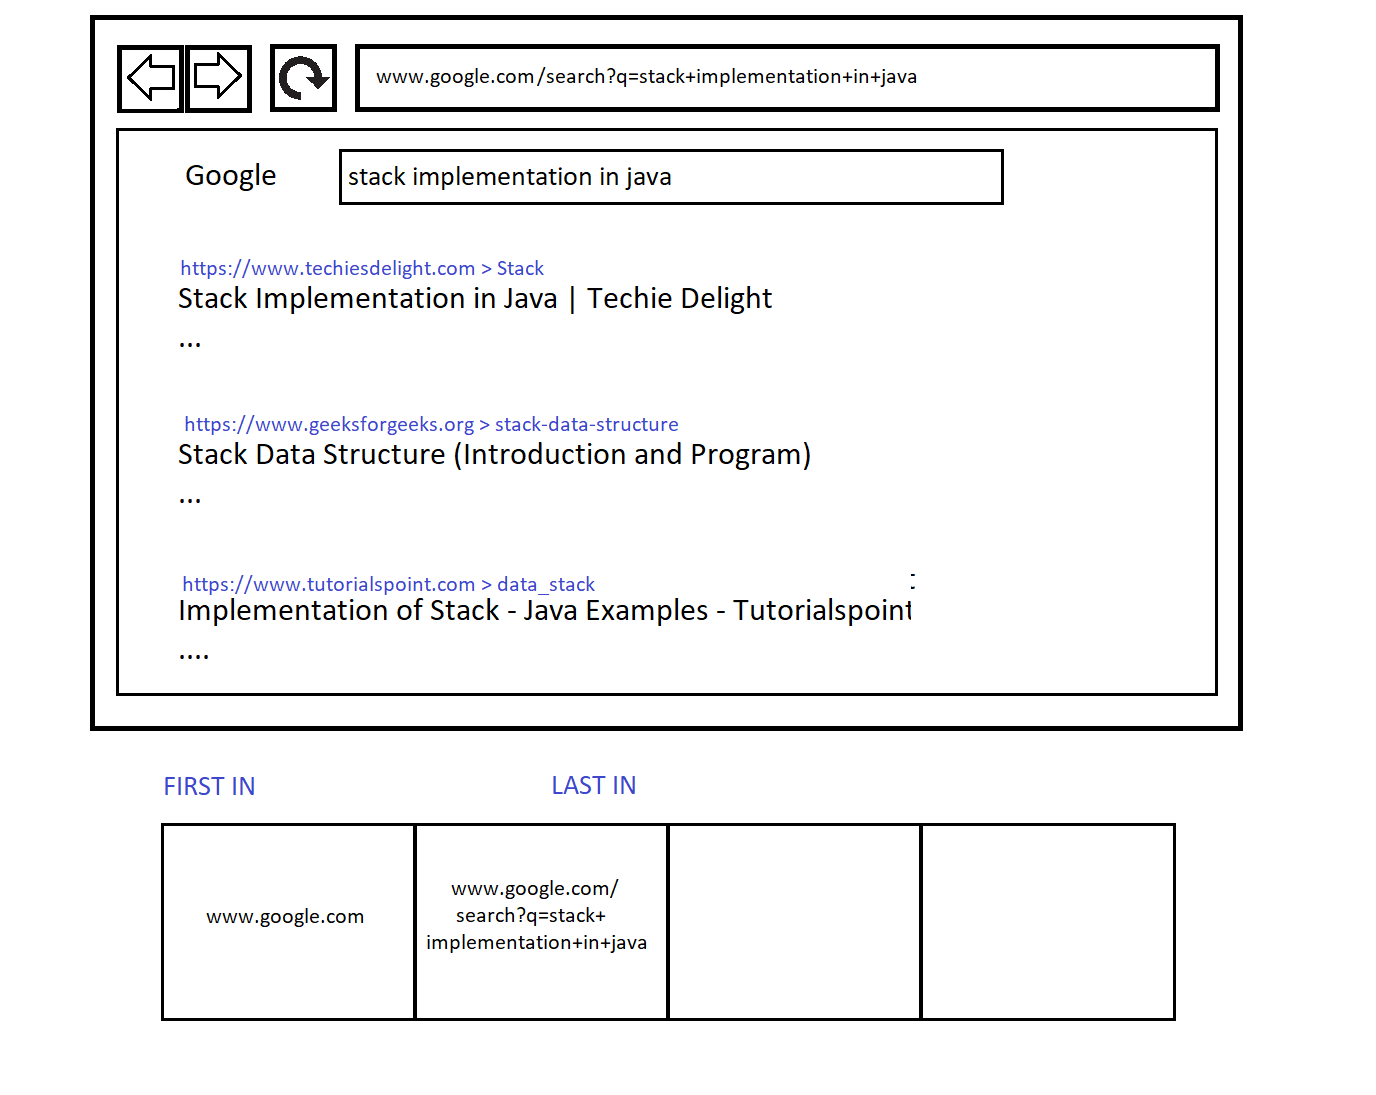 www.google.com/search?q=stack+implementation+in+java
Google
stack implementation in java
https://www.techiesdelight.com > Stack
Stack Implementation in Java | Techie Delight
...
https://www.geeksforgeeks.org > stack-data-structure
Stack Data Structure (Introduction and Program)
...
https://www.tutorialspoint.com > data_stack
Implementation of Stack - Java Examples - Tutorialspoint
....
FIRST IN
LAST IN
www.google.com
www.google.com/
search?q=stack+
implementation+in+java